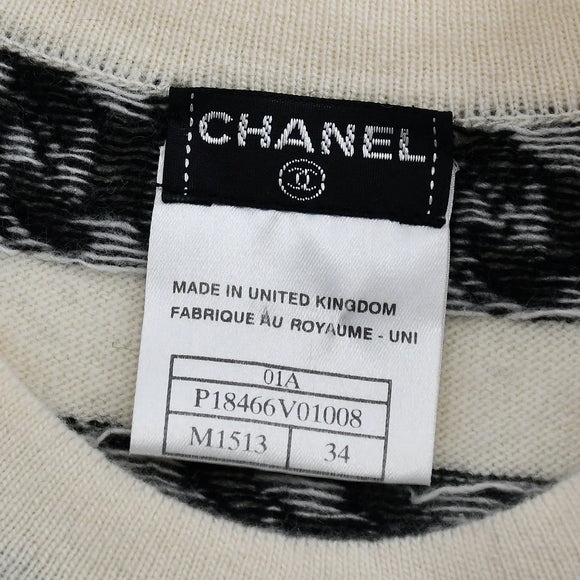 CHANEL
MADE IN UNITED KINGDOM
FABRIQUE AU ROYAUME - UNI
01A
P18466V01008
M1513 34